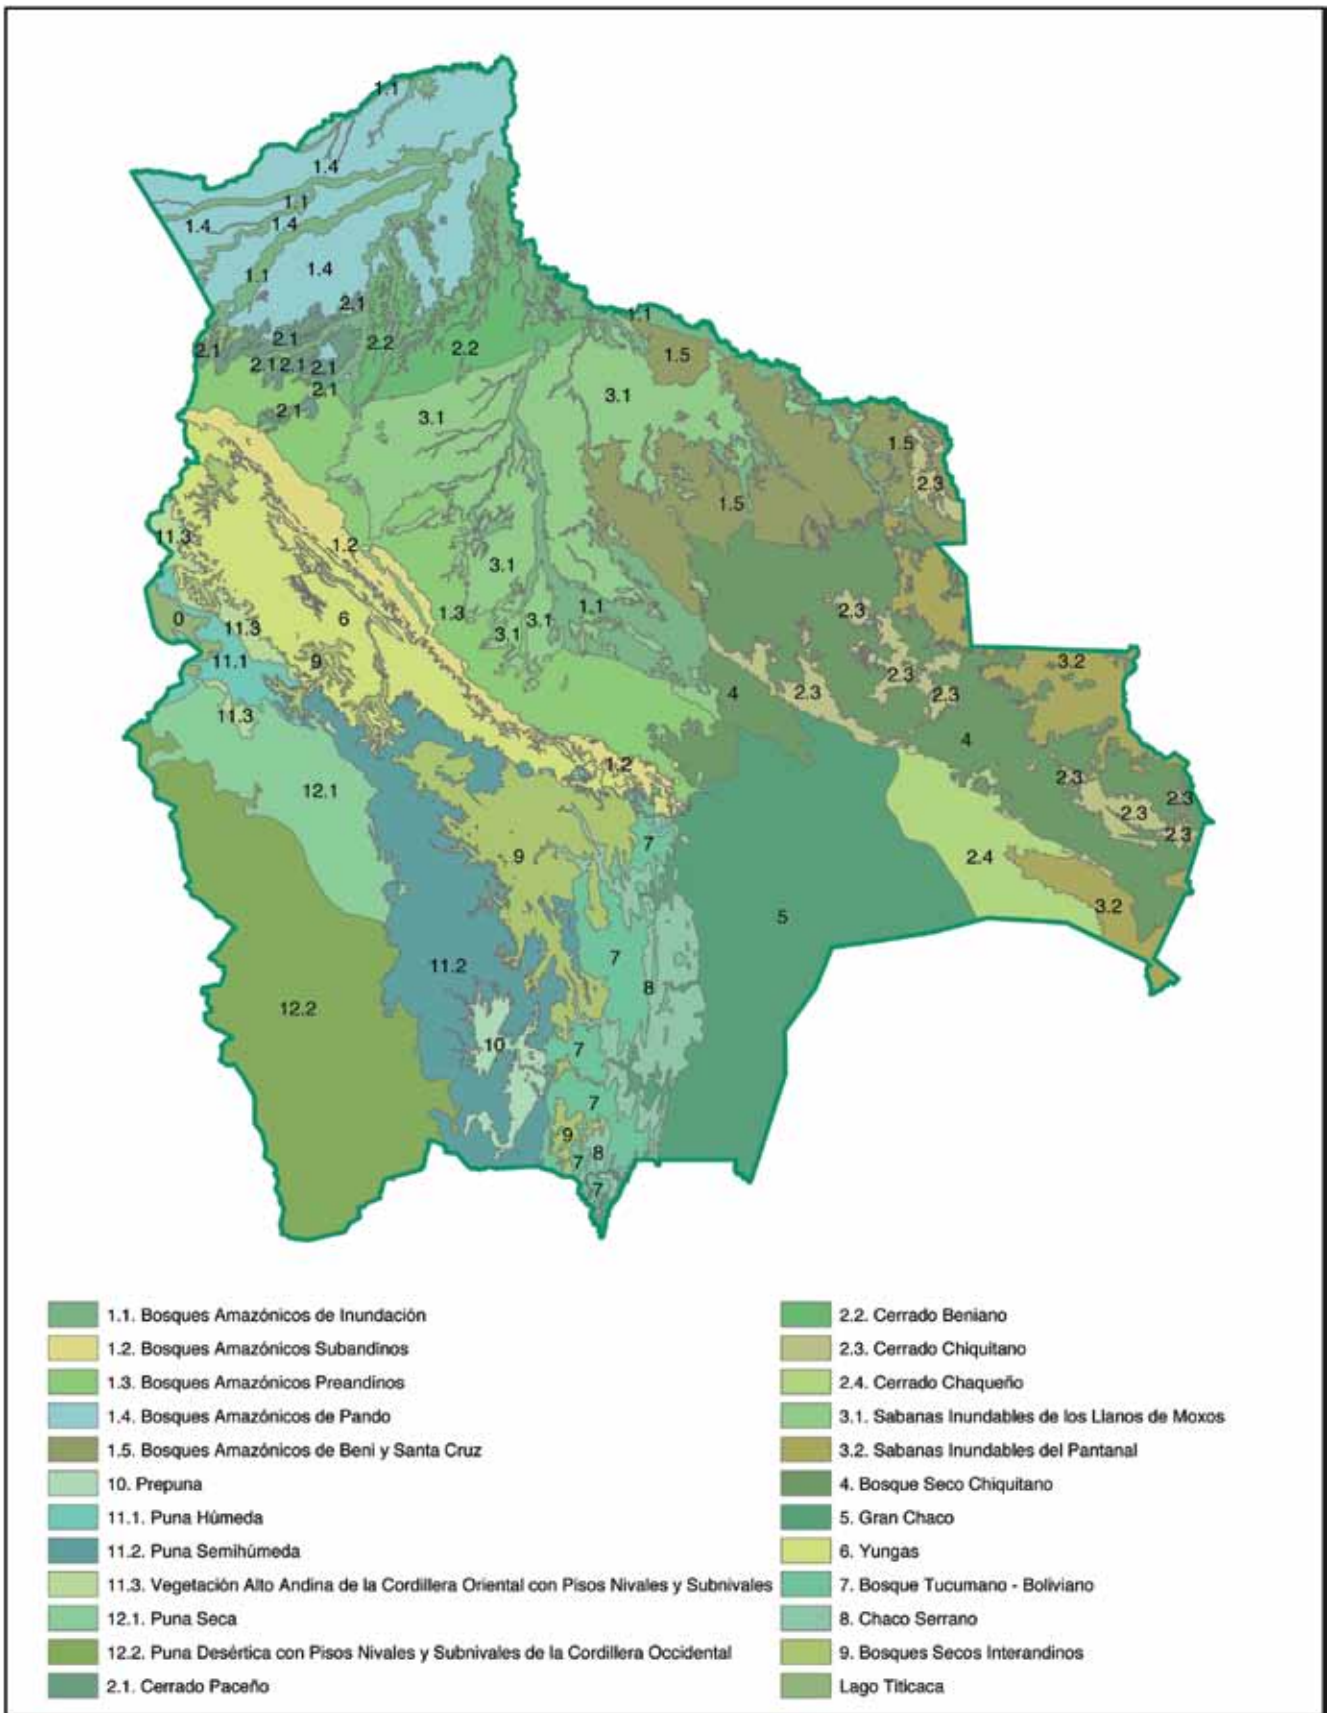 1.1
1.4
1.1
1.4
1.4
1.1
1.4
2.1
1.1
2.1
2.2
2.2
2.1
1.5
2.1
2.1
2.1
2.1
3.1
2.1
3.1
1.5
2.3
1.5
11.3
1.2
3.1
1.1
2.3
1.3
0
6
3.1
11.3
3.1
11.1
9
3.2
2.3
2.3
4
2.3
11.3
4
1.2
2.3
12.1
2.3
2.3
2.3
7
9
2.4
3.2
5
7
11.2
8
12.2
10
7
7
9
8
7
7
1.1. Bosques Amazónicos de Inundación
1.2. Bosques Amazónicos Subandinos
1.3. Bosques Amazónicos Preandinos
1.4. Bosques Amazónicos de Pando
1.5. Bosques Amazónicos de Beni y Santa Cruz
10. Prepuna
11.1. Puna Húmeda
11.2. Puna Semihúmeda
11.3. Vegetación Alto Andina de la Cordillera Oriental con Pisos Nivales y Subnivales
12.1. Puna Seca
12.2. Puna Desértica con Pisos Nivales y Subnivales de la Cordillera Occidental
2.1. Cerrado Paceño
2.2. Cerrado Beniano
2.3. Cerrado Chiquitano
2.4. Cerrado Chaqueño
3.1. Sabanas Inundables de los Llanos de Moxos
3.2. Sabanas Inundables del Pantanal
4. Bosque Seco Chiquitano
5. Gran Chaco
6. Yungas
7. Bosque Tucumano - Boliviano
8. Chaco Serrano
9. Bosques Secos Interandinos
Lago Titicaca